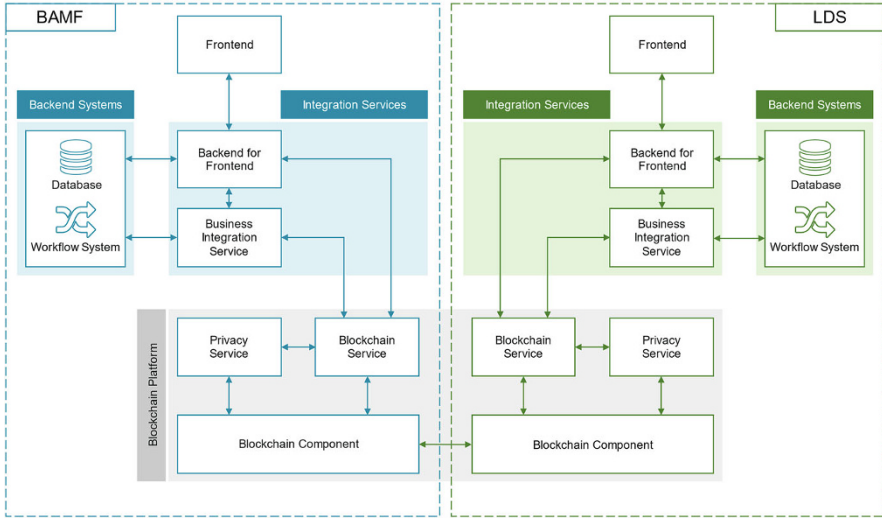 BAMF
LDS
Frontend
Frontend
Backend Systems
Integration Services
Integration Services
Backend Systems
Database
Workflow System
Backend for
Frontend
Business
Integration
Service
Backend for
Frontend
Business
Integration
Service
Database
Workflow System
Blockchain Platform
Privacy
Service
Blockchain
Service
Blockchain
Service
Privacy
Service
Blockchain Component
Blockchain Component